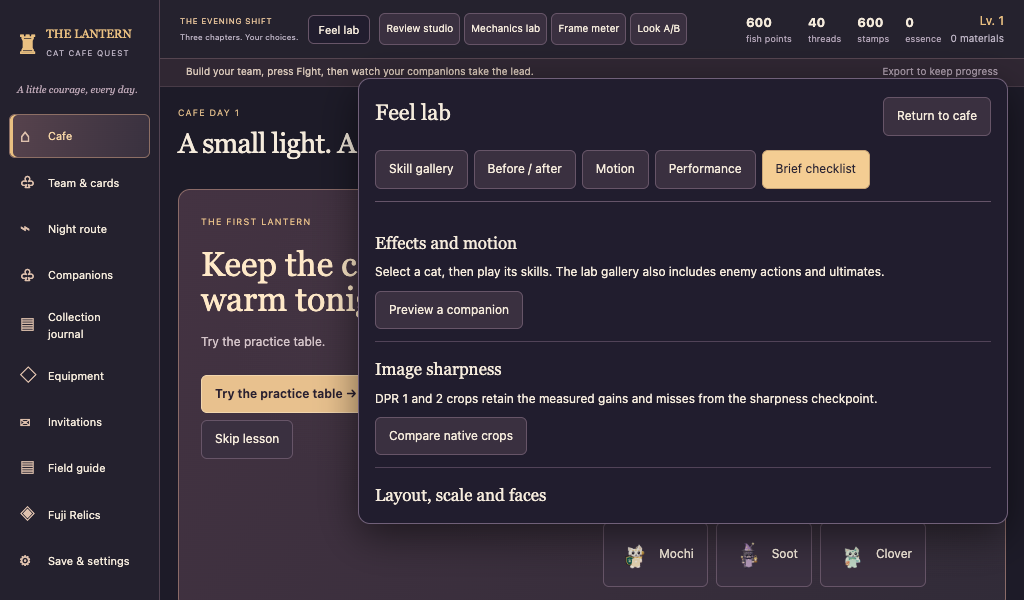 THE LANTERN
CAT CAFE QUEST
A little courage, every day.
Cafe
Team & cards
Night route
Companions
Collection
journal
Equipment
Invitations
Field guide
Fuji Relics
Save & settings
THE EVENING SHIFT
Three chapters. Your choices.
Feel lab
Review studio
Mechanics lab
Frame meter
Look A/B
600
fish points
40
threads
600
stamps
0
essence
Lv. 1
0 materials
Build your team, press Fight, then watch your companions take the lead.
Export to keep progress
CAFE DAY 1
A small light. A
THE FIRST LANTERN
Keep the c
warm tonig
Try the practice table.
Try the practice table →
Skip lesson
Feel lab
Return to cafe
Skill gallery
Before / after
Motion
Performance
Brief checklist
Effects and motion
Select a cat, then play its skills. The lab gallery also includes enemy actions and ultimates.
Preview a companion
Image sharpness
DPR 1 and 2 crops retain the measured gains and misses from the sharpness checkpoint.
Compare native crops
Layout, scale and faces
Mochi
Soot
Clover